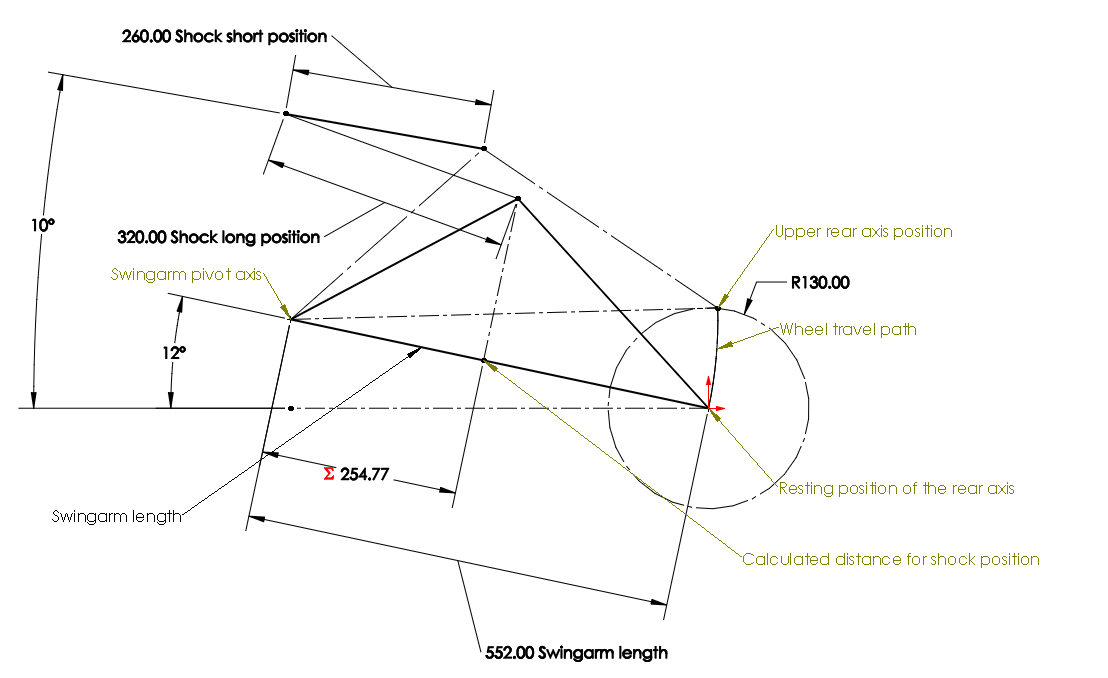 260.00 Shock short position
10°
320.00 Shock long position
Upper rear axis position
Swingarm pivot axis
R130.00
Wheel travel path
12°
Σ 254.77
Resting position of the rear axis
Swingarm length
Calculated distance for shock position
552.00 Swingarm length